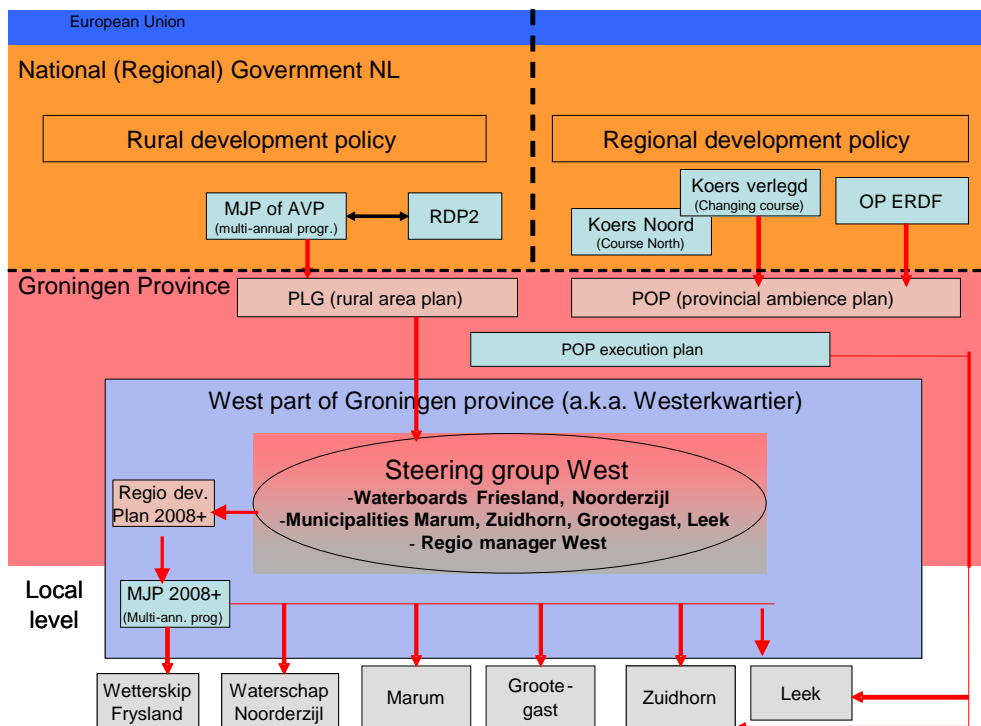 European Union
National (Regional) Government NL
Rural development policy
Regional development policy
MJP of AVP
(multi-annual progr.)
RDP2
Koers Noord
(Course North)
Koers verlegd
(Changing course)
OP ERDF
Groningen Province
PLG (rural area plan)
POP (provincial ambience plan)
POP execution plan
West part of Groningen province (a.k.a. Westerkwartier)
Steering group West
-Waterboards Friesland, Noorderzijl
-Municipalities Marum, Zuidhorn, Grootegast, Leek
- Regio manager West
Regio dev.
Plan 2008+
Local
level
MJP 2008+
(Multi-ann. prog)
Wetterskip
Frysland
Waterschap
Noorderzijl
Marum
Groote-
gast
Zuidhorn
Leek